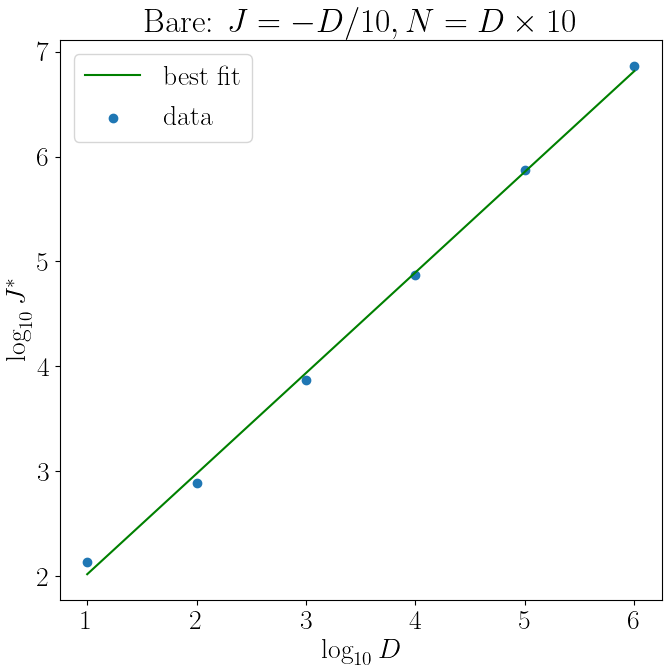 Bare: J = −D/10, N = D × 10
best fit
data
7
6
5
4
3
2
log₁₀ J*
1 2 3 4 5 6
log₁₀ D